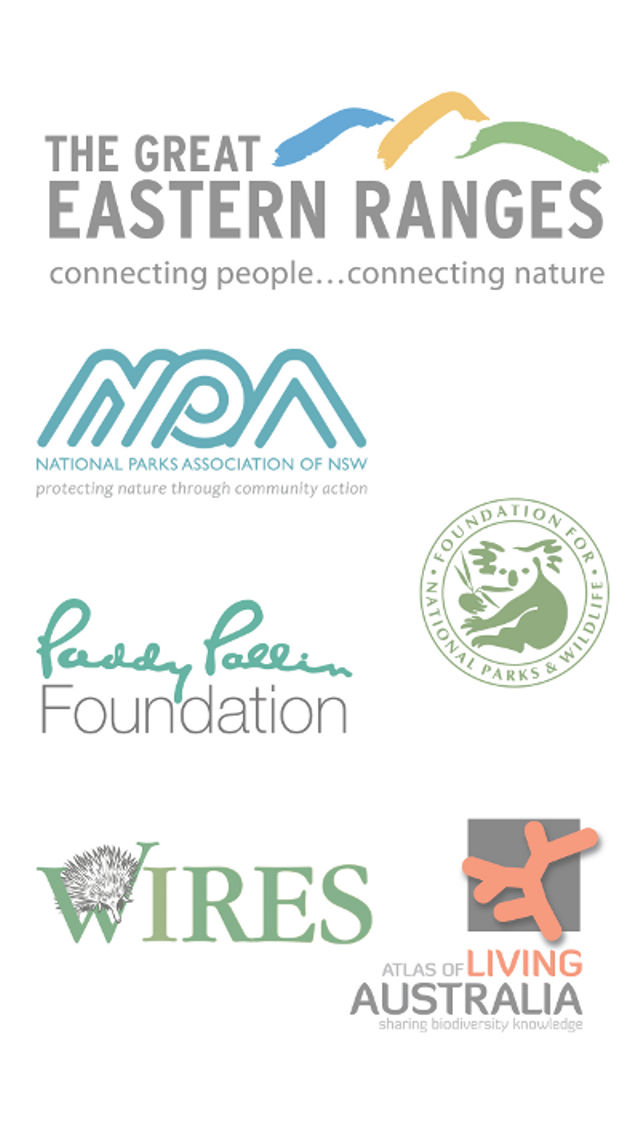 THE GREAT
EASTERN RANGES
connecting people...connecting nature
NPA
NATIONAL PARKS ASSOCIATION OF NSW
protecting nature through community action
• FOUNDATION FOR •
NATIONAL PARKS & WILDLIFE
Paddy Pallin
Foundation
WIRES
ATLAS OF LIVING
AUSTRALIA
sharing biodiversity knowledge